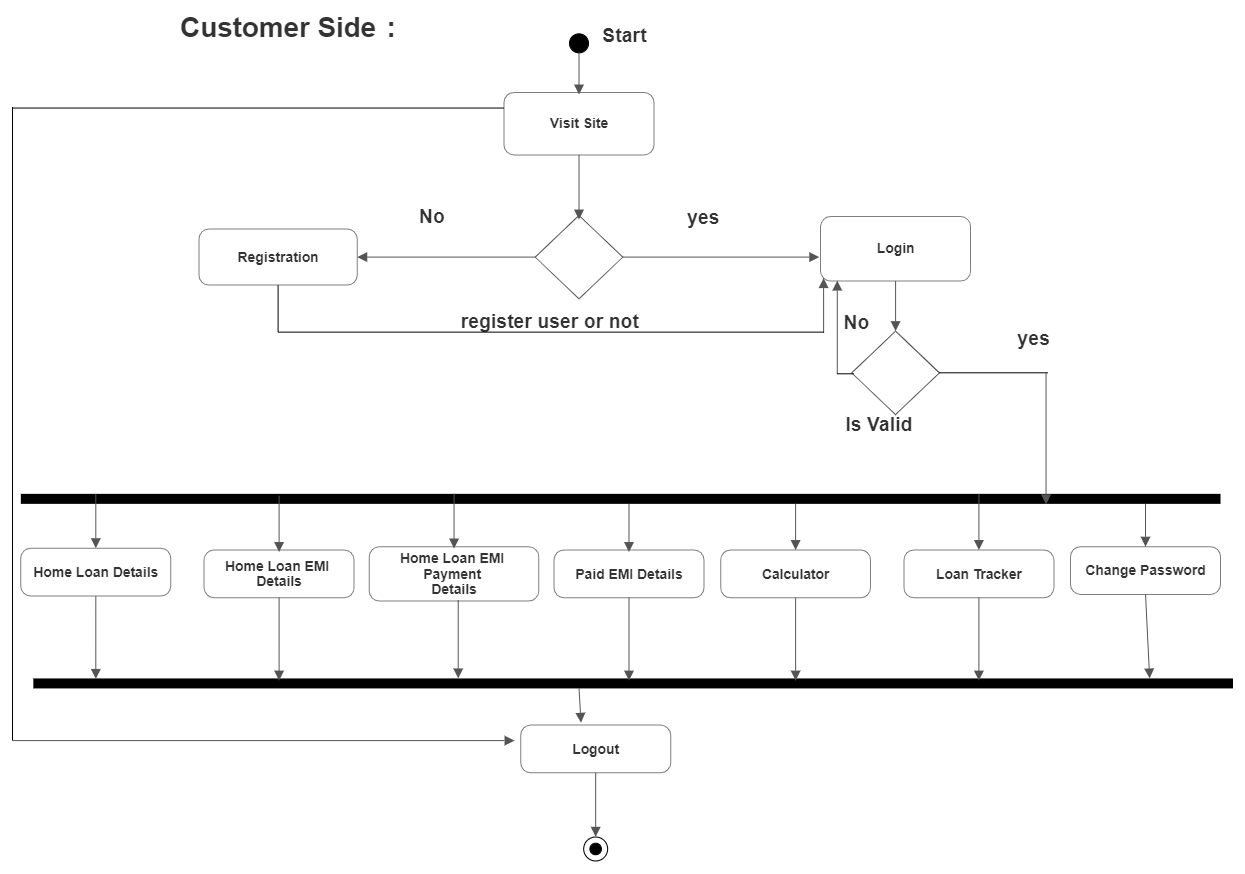 Customer Side :
Start
Visit Site
No
yes
Registration
Login
register user or not
No
yes
Is Valid
Home Loan Details
Home Loan EMI
Details
Home Loan EMI
Payment
Details
Paid EMI Details
Calculator
Loan Tracker
Change Password
Logout